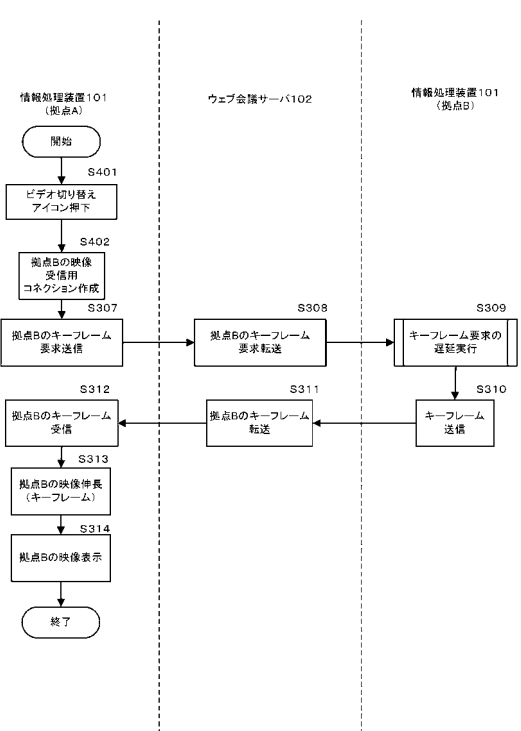 情報処理装置101
（拠点A）
ウェブ会議サーバ102
情報処理装置101
（拠点B）
開始
S401
ビデオ切り替え
アイコン押下
S402
拠点Bの映像
受信用
コネクション作成
S307
拠点Bのキーフレーム
要求送信
S308
拠点Bのキーフレーム
要求転送
S309
キーフレーム要求の
遅延実行
S312
拠点Bのキーフレーム
受信
S311
拠点Bのキーフレーム
転送
S310
キーフレーム
送信
S313
拠点Bの映像伸長
（キーフレーム）
S314
拠点Bの映像表示
終了